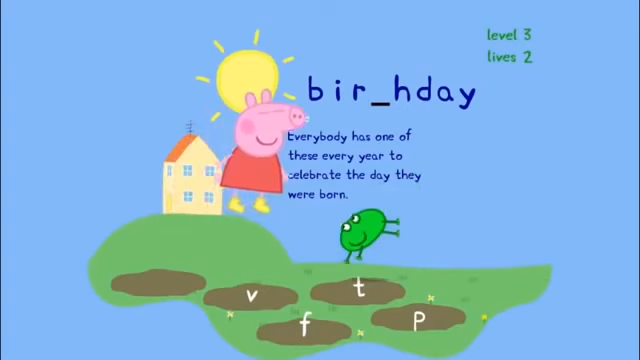 level 3
lives 2
bir_hday
Everybody has one of
these every year to
celebrate the day they
were born.
t
v
p
f